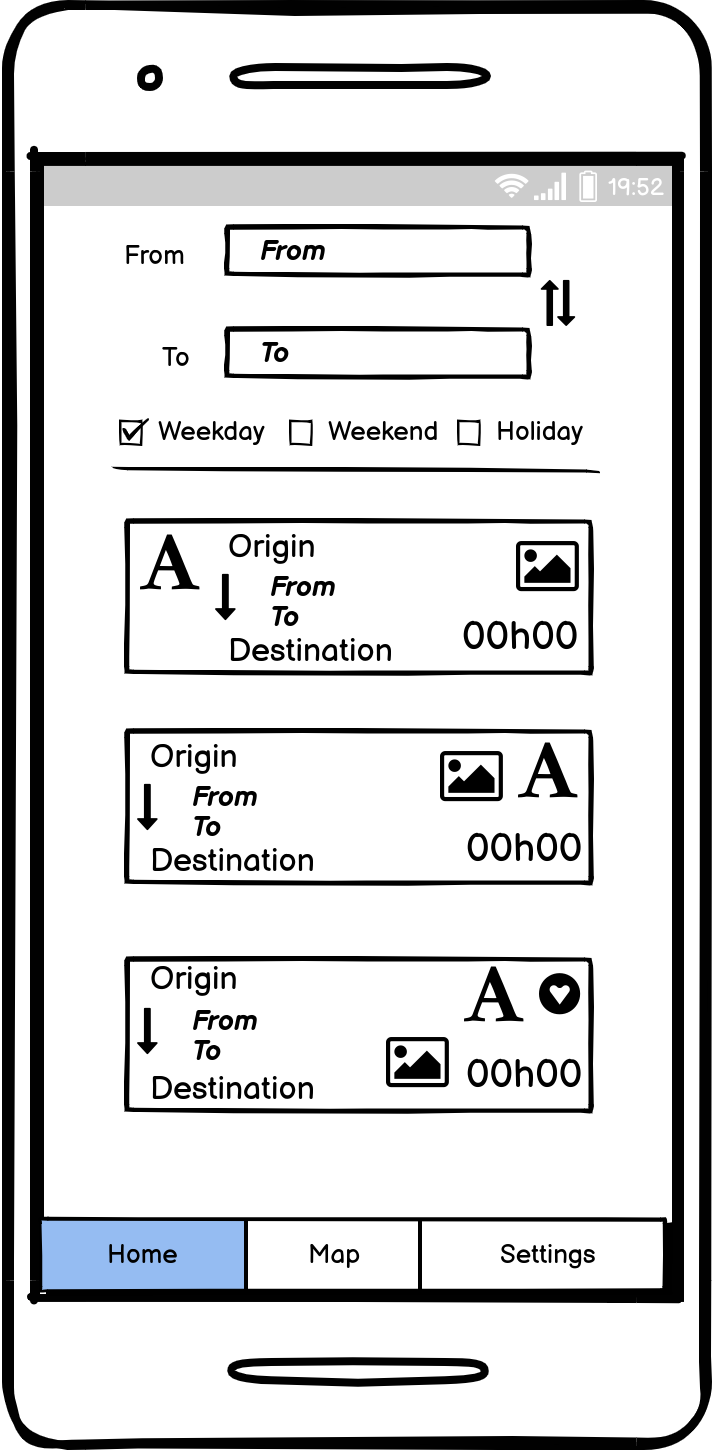 19:52
From From
To To
Weekday Weekend Holiday
A Origin
From
To
00h00
Destination
Origin A
From
To
00h00
Destination
Origin A
From
To
00h00
Destination
Home Map Settings